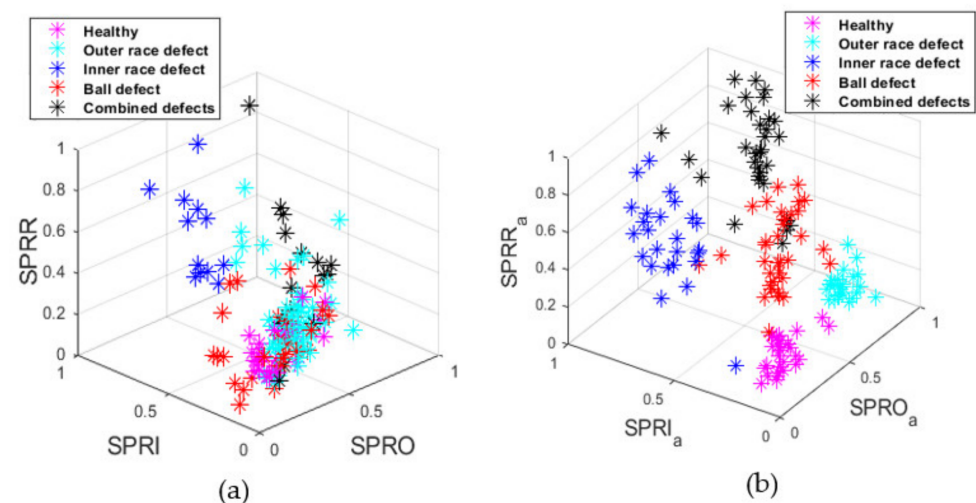 Healthy
Outer race defect
Inner race defect
Ball defect
Combined defects
1
0.8
0.6
0.4
0.2
0
SPRR
1
0.5
0
SPRI
0
0.5
1
SPRO
(a)
Healthy
Outer race defect
Inner race defect
Ball defect
Combined defects
1
0.8
0.6
0.4
0.2
0
SPRRa
1
0.5
0
SPRIa
0
0.5
1
SPROa
(b)